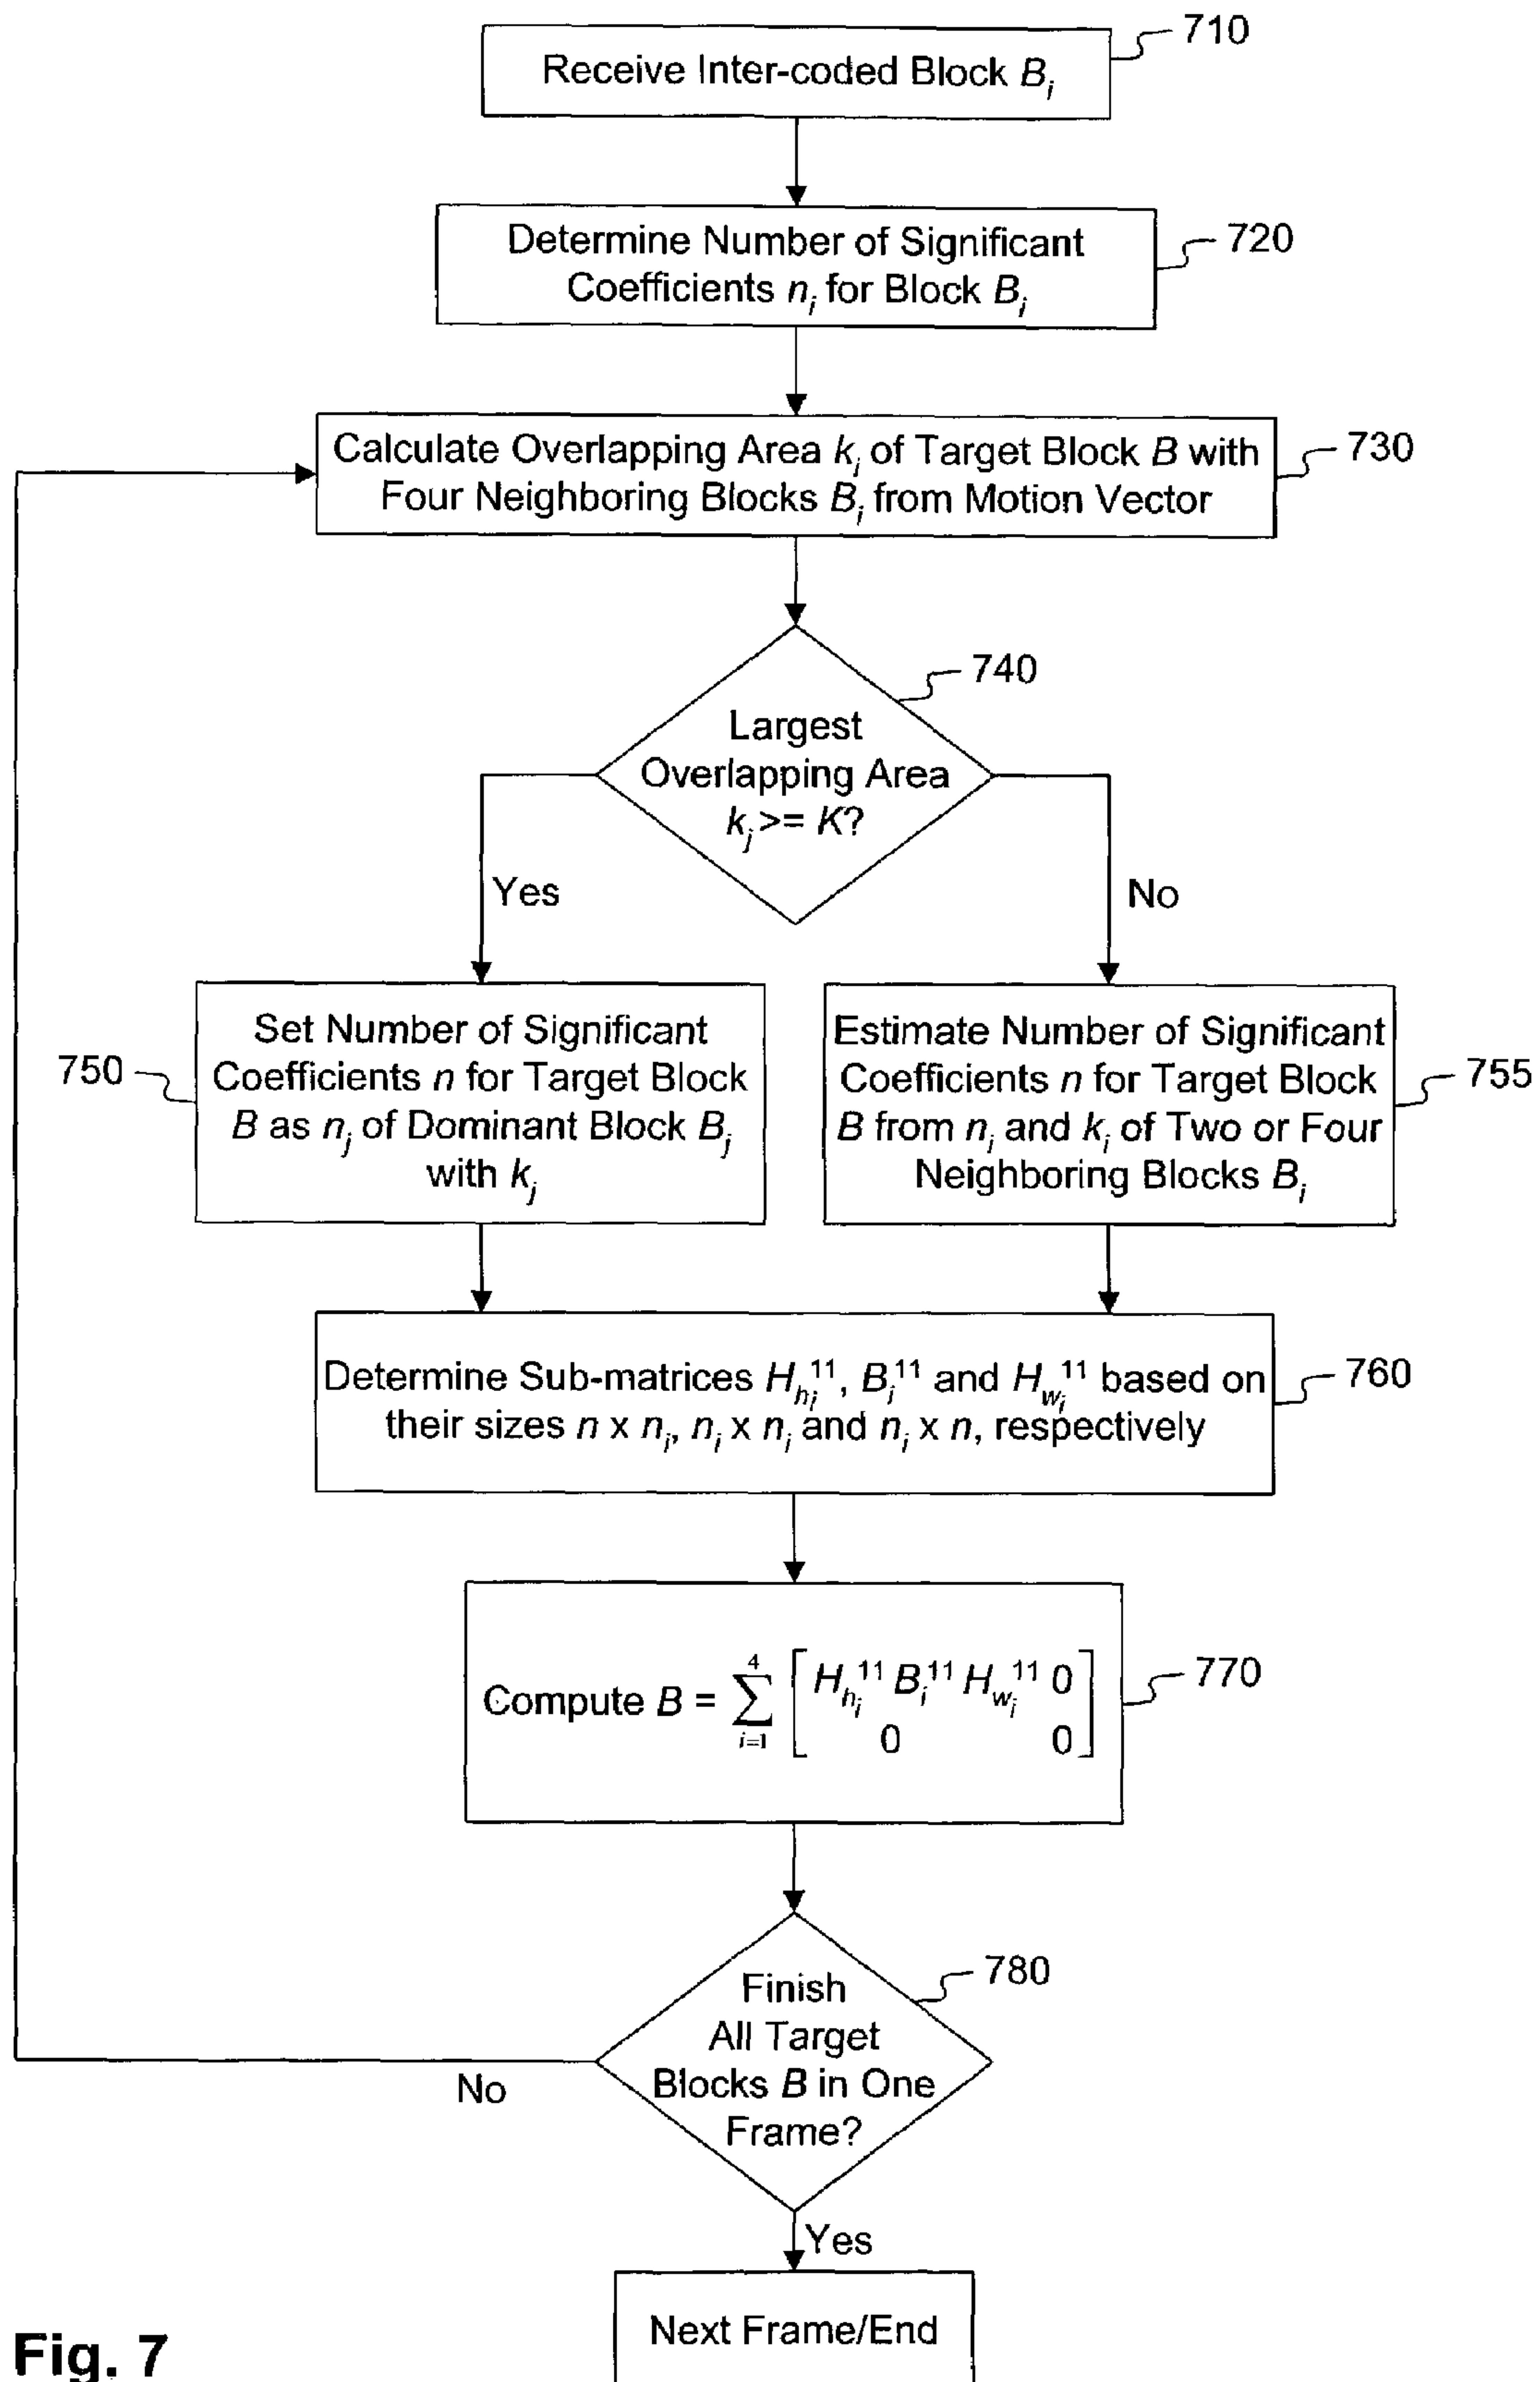 710
Receive Inter-coded Block B_i
Determine Number of Significant
Coefficients n_i for Block B_i
720
Calculate Overlapping Area k_i of Target Block B with
Four Neighboring Blocks B_i from Motion Vector
730
740
Largest
Overlapping Area
k_j >= K?
Yes
No
750
Set Number of Significant
Coefficients n for Target Block
B as n_j of Dominant Block B_j
with k_j
Estimate Number of Significant
Coefficients n for Target Block
B from n_i and k_i of Two or Four
Neighboring Blocks B_i
755
Determine Sub-matrices H_{h_i}^{11}, B_i^{11} and H_{w_i}^{11} based on
their sizes n x n_i, n_i x n_i and n_i x n, respectively
760
Compute B = \sum_{i=1}^{4} [ H_{h_i}^{11} B_i^{11} H_{w_i}^{11} 0
0 0 ]
770
780
Finish
All Target
Blocks B in One
Frame?
No
Yes
Next Frame/End
Fig. 7